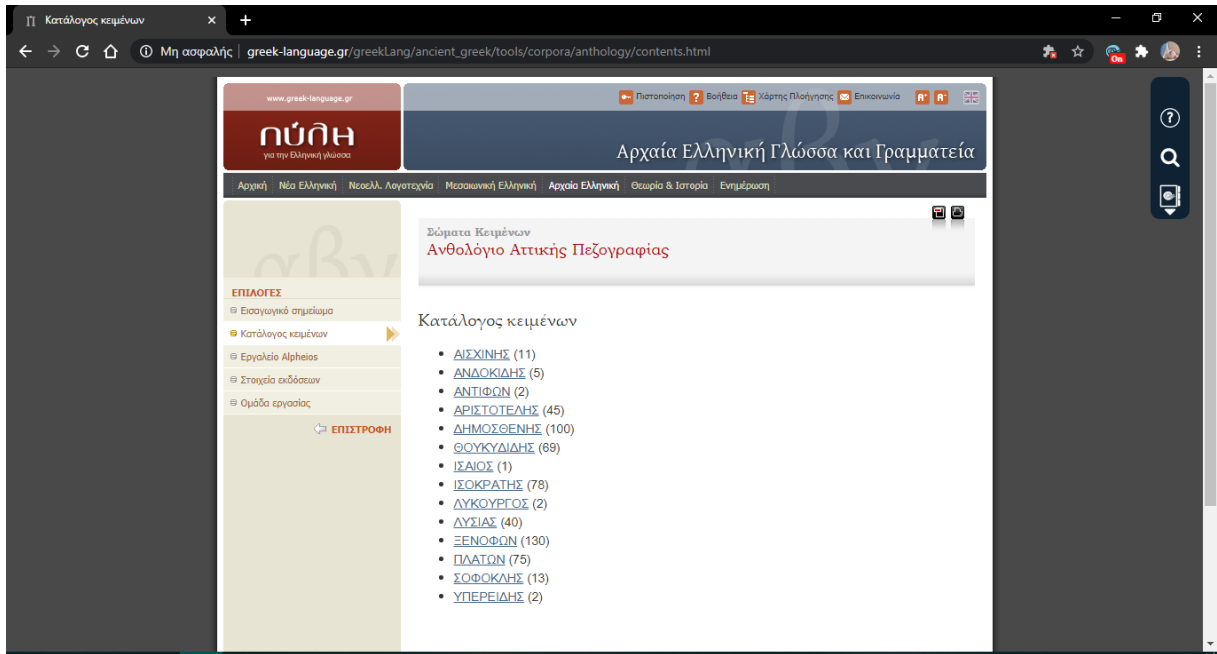 Κατάλογος κειμένων
Μη ασφαλής greek-language.gr/greekLang/ancient_greek/tools/corpora/anthology/contents.html
On
www.greek-language.gr
Πιστοποίηση Βοήθεια Χάρτης Πλοήγησης Επικοινωνία A+ A-
πύλη
για την Ελληνική γλώσσα
Αρχαία Ελληνική Γλώσσα και Γραμματεία
Αρχική Νέα Ελληνική Νεοελλ. Λογοτεχνία Μεσαιωνική Ελληνική Αρχαία Ελληνική Θεωρία & Ιστορία Ενημέρωση
αβγ
Σώματα Κειμένων
Ανθολόγιο Αττικής Πεζογραφίας
ΕΠΙΛΟΓΕΣ
Εισαγωγικό σημείωμα
Κατάλογος κειμένων
Εργαλείο Alpheios
Στοιχεία εκδόσεων
Ομάδα εργασίας
ΕΠΙΣΤΡΟΦΗ
Κατάλογος κειμένων
ΑΙΣΧΙΝΗΣ (11)
ΑΝΔΟΚΙΔΗΣ (5)
ΑΝΤΙΦΩΝ (2)
ΑΡΙΣΤΟΤΕΛΗΣ (45)
ΔΗΜΟΣΘΕΝΗΣ (100)
ΘΟΥΚΥΔΙΔΗΣ (69)
ΙΣΑΙΟΣ (1)
ΙΣΟΚΡΑΤΗΣ (78)
ΛΥΚΟΥΡΓΟΣ (2)
ΛΥΣΙΑΣ (40)
ΞΕΝΟΦΩΝ (130)
ΠΛΑΤΩΝ (75)
ΣΟΦΟΚΛΗΣ (13)
ΥΠΕΡΕΙΔΗΣ (2)